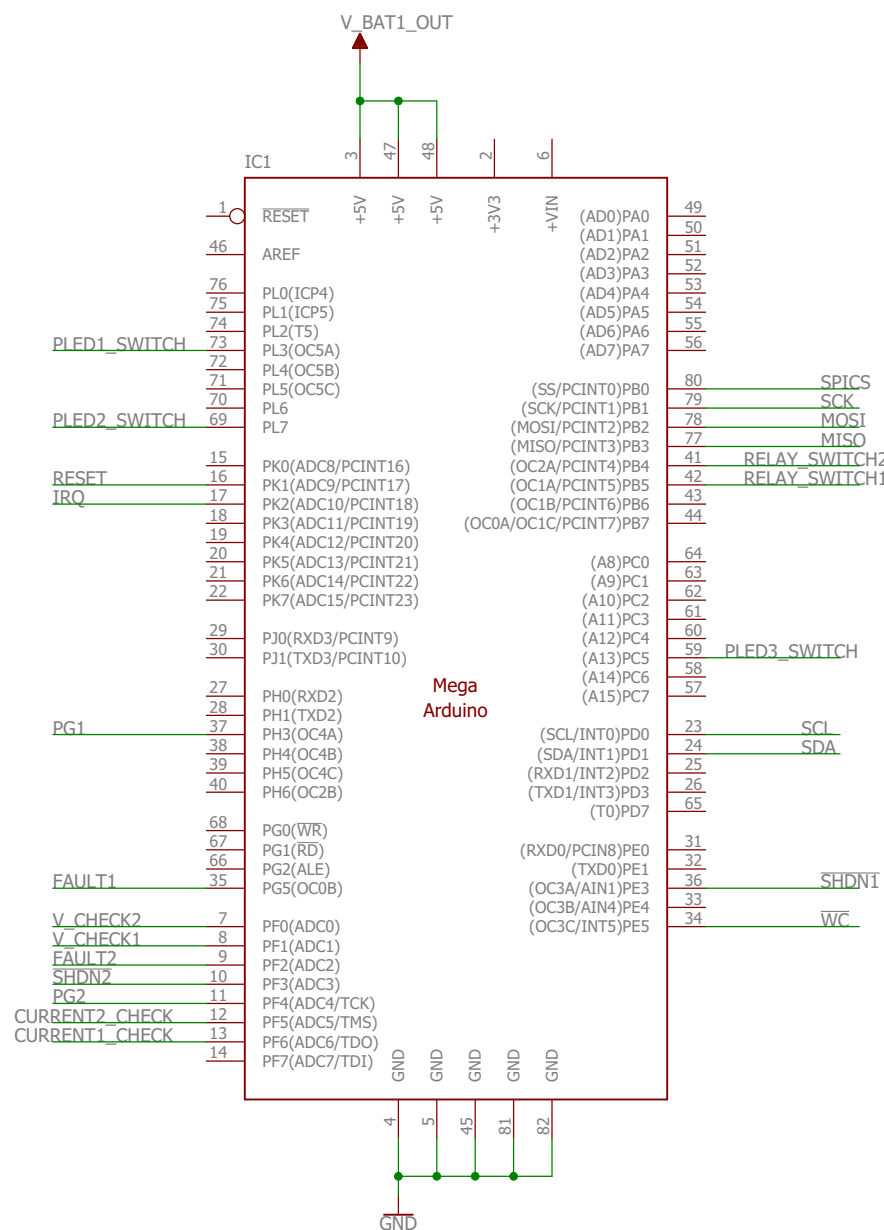 V_BAT1_OUT
3 47 48 2 6
IC1
+5V +5V +5V +3V3 +VIN
1 RESET
46 AREF
76 PL0(ICP4)
75 PL1(ICP5)
74 PL2(T5)
PLED1_SWITCH 73 PL3(OC5A)
72 PL4(OC5B)
71 PL5(OC5C)
70 PL6
PLED2_SWITCH 69 PL7
15 PK0(ADC8/PCINT16)
RESET 16 PK1(ADC9/PCINT17)
IRQ 17 PK2(ADC10/PCINT18)
18 PK3(ADC11/PCINT19)
19 PK4(ADC12/PCINT20)
20 PK5(ADC13/PCINT21)
21 PK6(ADC14/PCINT22)
22 PK7(ADC15/PCINT23)
29 PJ0(RXD3/PCINT9)
30 PJ1(TXD3/PCINT10)
27 PH0(RXD2)
28 PH1(TXD2)
PG1 37 PH3(OC4A)
38 PH4(OC4B)
39 PH5(OC4C)
40 PH6(OC2B)
68 PG0(WR)
67 PG1(RD)
66 PG2(ALE)
FAULT1 35 PG5(OC0B)
V_CHECK2 7 PF0(ADC0)
V_CHECK1 8 PF1(ADC1)
FAULT2 9 PF2(ADC2)
SHDN2 10 PF3(ADC3)
PG2 11 PF4(ADC4/TCK)
CURRENT2_CHECK 12 PF5(ADC5/TMS)
CURRENT1_CHECK 13 PF6(ADC6/TDO)
14 PF7(ADC7/TDI)
Mega
Arduino
(AD0)PA0 49
(AD1)PA1 50
(AD2)PA2 51
(AD3)PA3 52
(AD4)PA4 53
(AD5)PA5 54
(AD6)PA6 55
(AD7)PA7 56
(SS/PCINT0)PB0 80 SPICS
(SCK/PCINT1)PB1 79 SCK
(MOSI/PCINT2)PB2 78 MOSI
(MISO/PCINT3)PB3 77 MISO
(OC2A/PCINT4)PB4 41 RELAY_SWITCH2
(OC1A/PCINT5)PB5 42 RELAY_SWITCH1
(OC1B/PCINT6)PB6 43
(OC0A/OC1C/PCINT7)PB7 44
(A8)PC0 64
(A9)PC1 63
(A10)PC2 62
(A11)PC3 61
(A12)PC4 60
(A13)PC5 59 PLED3_SWITCH
(A14)PC6 58
(A15)PC7 57
(SCL/INT0)PD0 23 SCL
(SDA/INT1)PD1 24 SDA
(RXD1/INT2)PD2 25
(TXD1/INT3)PD3 26
(T0)PD7 65
(RXD0/PCIN8)PE0 31
(TXD0)PE1 32
(OC3A/AIN1)PE3 36 SHDN1
(OC3B/AIN4)PE4 33
(OC3C/INT5)PE5 34 WC
GND GND GND GND GND
4 5 45 81 82
GND